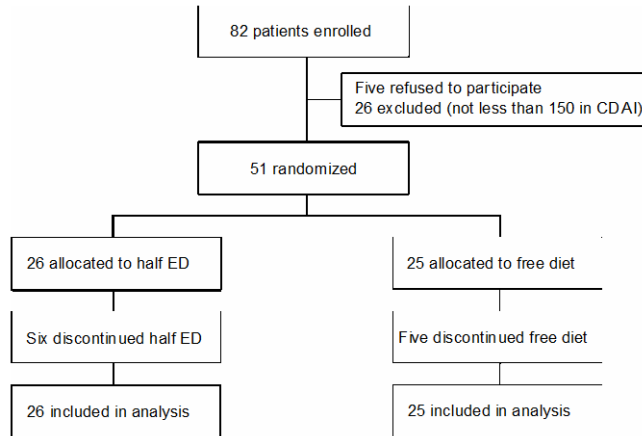 82 patients enrolled
Five refused to participate
26 excluded (not less than 150 in CDAI)
51 randomized
26 allocated to half ED
25 allocated to free diet
Six discontinued half ED
Five discontinued free diet
26 included in analysis
25 included in analysis